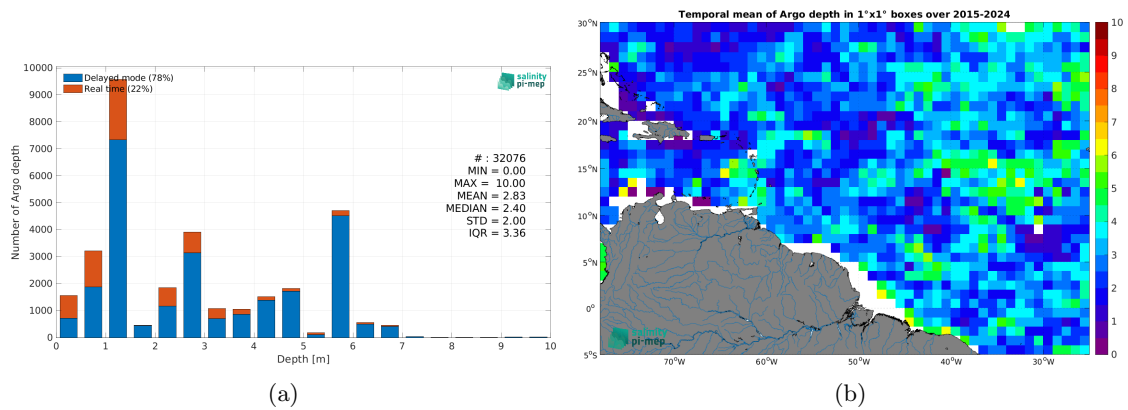 10000
9000
8000
7000
6000
5000
4000
3000
2000
1000
0
Number of Argo depth
Delayed mode (78%)
Real time (22%)
salinity
pi-mep
# : 32076
MIN = 0.00
MAX = 10.00
MEAN = 2.83
MEDIAN = 2.40
STD = 2.00
IQR = 3.36
0 1 2 3 4 5 6 7 8 9 10
Depth [m]
(a)
Temporal mean of Argo depth in 1°x1° boxes over 2015-2024
30°N
25°N
20°N
15°N
10°N
5°N
0°
5°S
70°W 60°W 50°W 40°W 30°W
salinity
pi-mep
10
9
8
7
6
5
4
3
2
1
0
(b)